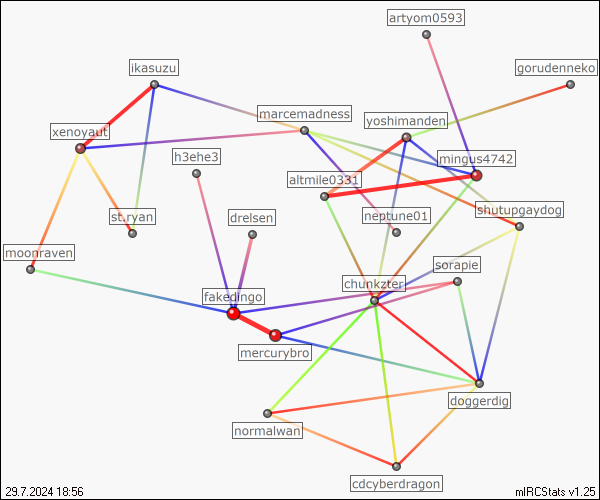 artyom0593
ikasuzu
gorudenneko
marcemadness
yoshimanden
xenoyaut
h3ehe3
mingus4742
altmile0331
st.ryan
drelsen
neptune01
shutupgaydog
moonraven
sorapie
chunkzter
fakedingo
mercurybro
doggerdig
normalwan
cdcyberdragon
29.7.2024 18:56
mIRCStats v1.25